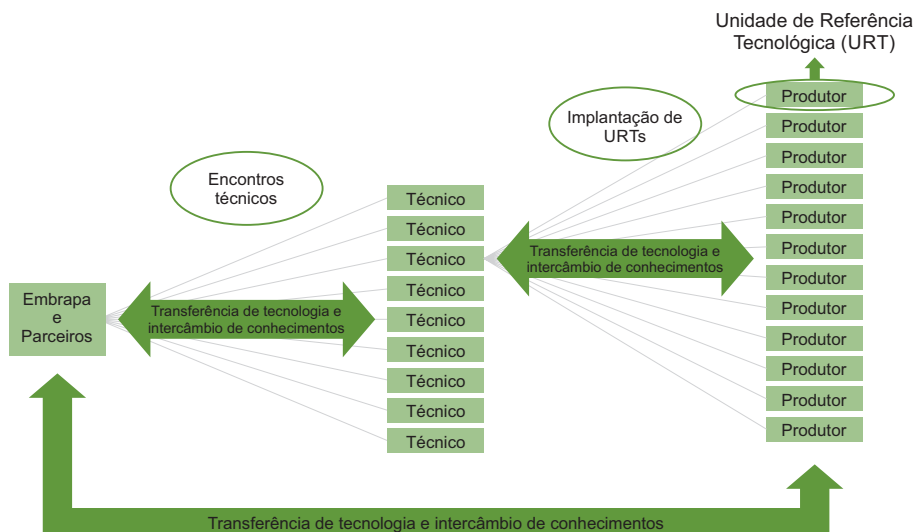 Unidade de Referência
Tecnológica (URT)
Produtor
Implantação de
URTs
Produtor
Produtor
Produtor
Produtor
Produtor
Produtor
Produtor
Produtor
Produtor
Produtor
Produtor
Transferência de tecnologia e
intercâmbio de conhecimentos
Encontros
técnicos
Técnico
Técnico
Técnico
Técnico
Técnico
Técnico
Técnico
Técnico
Técnico
Embrapa
e
Parceiros
Transferência de tecnologia e
intercâmbio de conhecimentos
Transferência de tecnologia e intercâmbio de conhecimentos